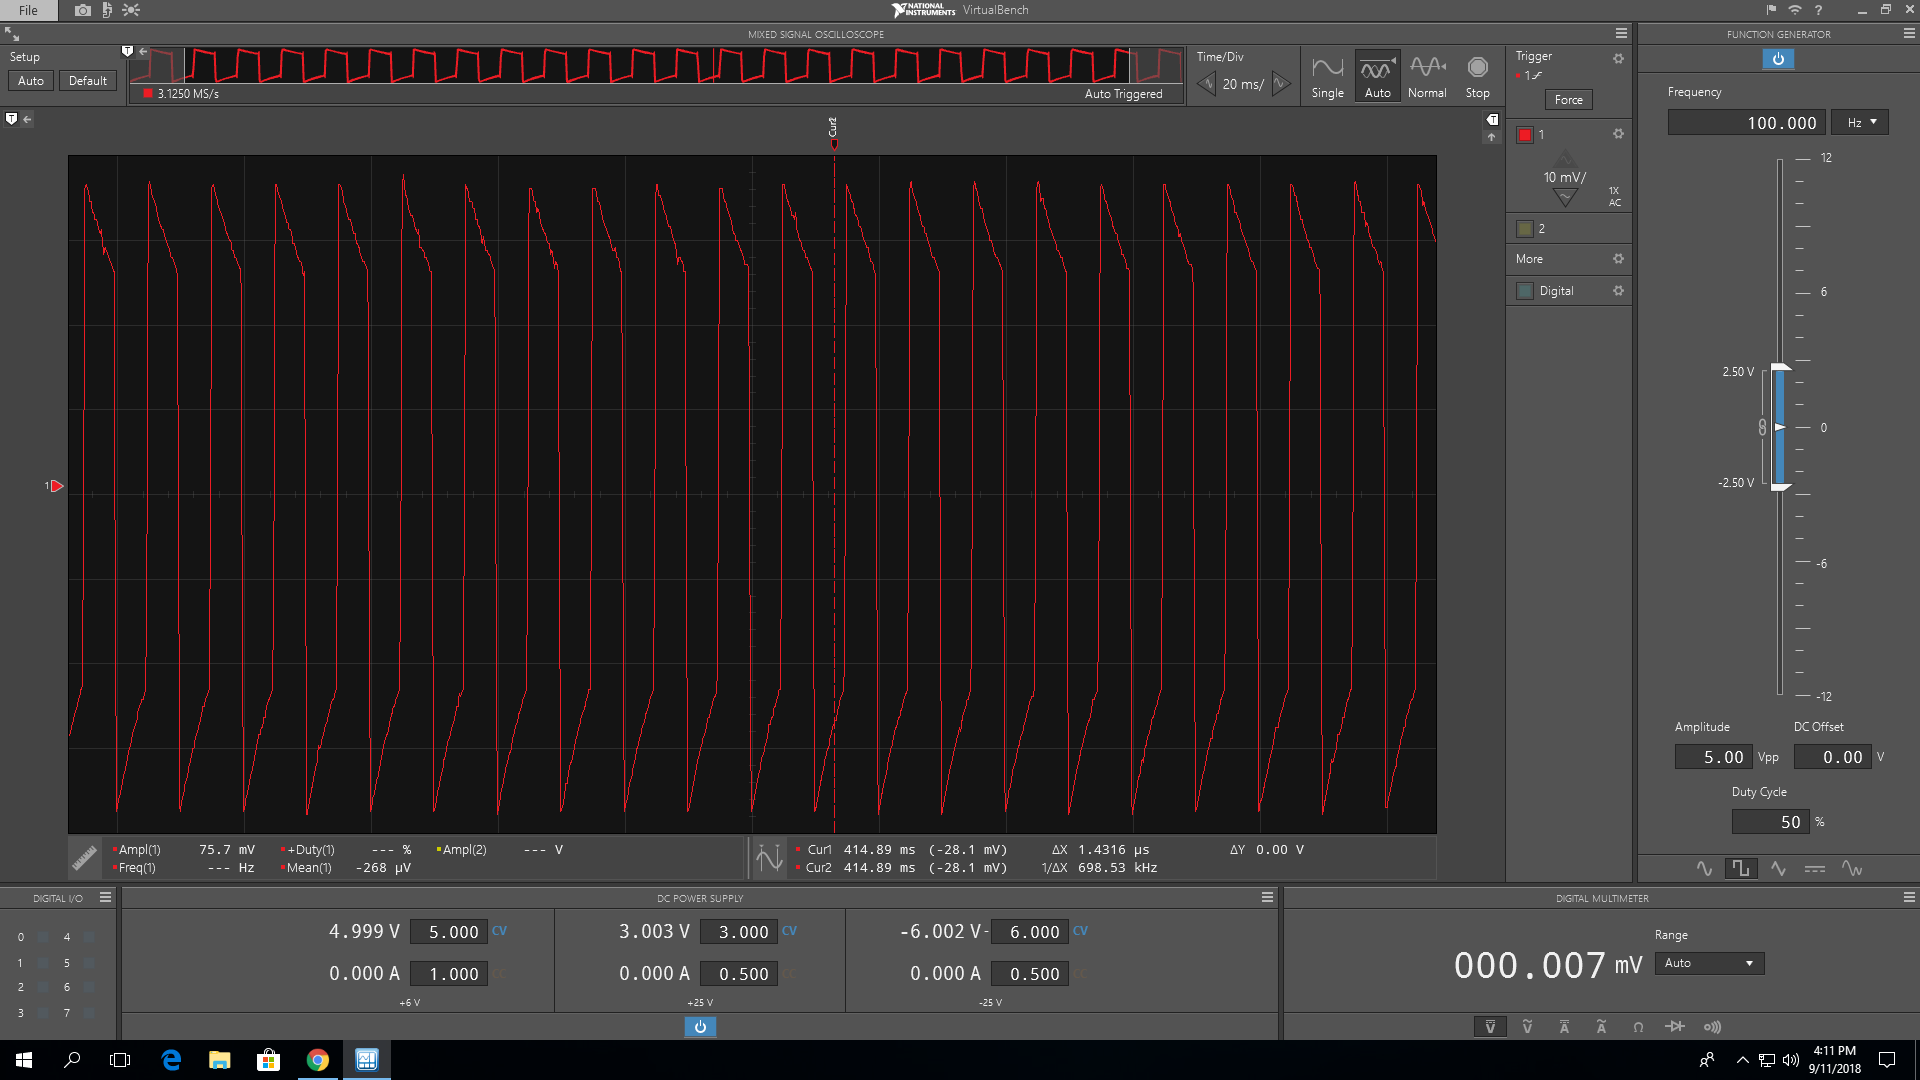 File
NATIONAL INSTRUMENTS VirtualBench
?
MIXED SIGNAL OSCILLOSCOPE
FUNCTION GENERATOR
Setup
Auto Default
T
3.1250 MS/s
Auto Triggered
Time/Div
20 ms/
Single Auto Normal Stop
Trigger
1
Force
1
10 mV/
1X
AC
2
More
Digital
T
T
1
Frequency
100.000 Hz
12
6
2.50 V
0
-2.50 V
-6
-12
Amplitude DC Offset
5.00 Vpp 0.00 V
Duty Cycle
50 %
Ampl(1) 75.7 mV +Duty(1) --- % Ampl(2) --- V
Freq(1) --- Hz Mean(1) -268 µV
Cur1 414.89 ms (-28.1 mV) ΔX 1.4316 µs ΔY 0.00 V
Cur2 414.89 ms (-28.1 mV) 1/ΔX 698.53 kHz
DIGITAL I/O
0 4
1 5
2 6
3 7
DC POWER SUPPLY
4.999 V 5.000 CV
0.000 A 1.000 CC
+6 V
3.003 V 3.000 CV
0.000 A 0.500 CC
+25 V
-6.002 V - 6.000 CV
0.000 A 0.500 CC
-25 V
DIGITAL MULTIMETER
000.007 mV
Range
Auto
V V A A Ω
4:11 PM
9/11/2018